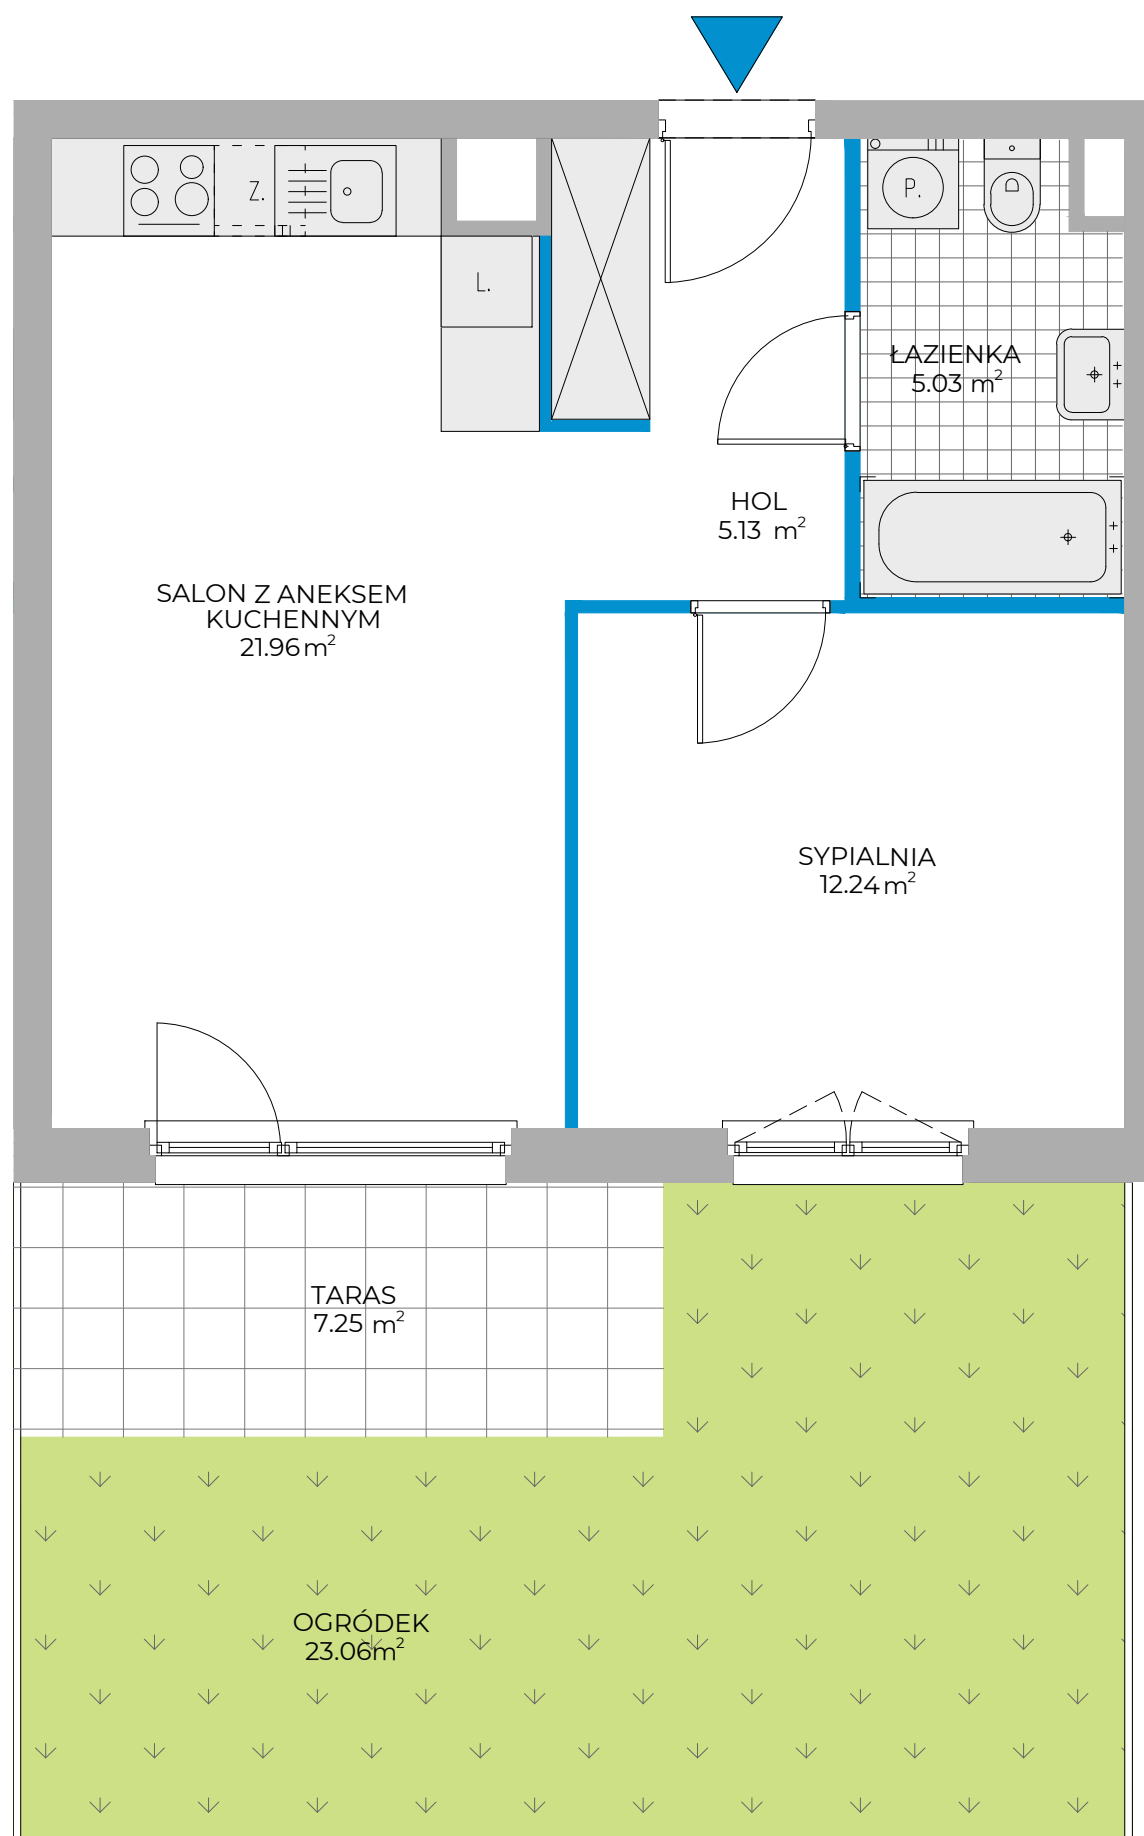 Z.
P.
L.
ŁAZIENKA
5.03 m²
HOL
5.13 m²
SALON Z ANEKSEM
KUCHENNYM
21.96 m²
SYPIALNIA
12.24 m²
TARAS
7.25 m²
OGRÓDEK
23.06m²